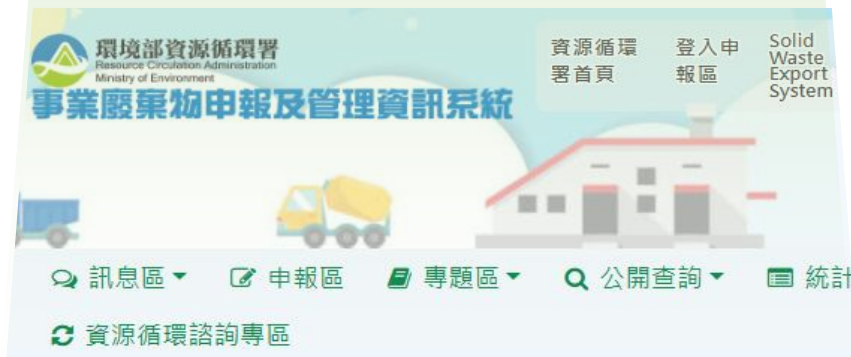 環境部資源循環署
Resource Circulation Administration
Ministry of Environment
事業廢棄物申報及管理資訊系統
資源循環
署首頁
登入申
報區
Solid
Waste
Export
System
訊息區
申報區
專題區
公開查詢
統計
資源循環諮詢專區